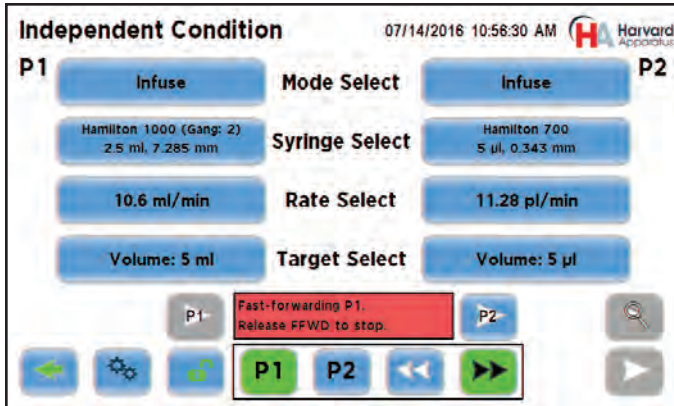 Independent Condition
07/14/2016 10:56:30 AM
HA Harvard
Apparatus
P1
P2
Infuse
Mode Select
Infuse
Hamilton 1000 (Gang: 2)
2.5 ml, 7.285 mm
Syringe Select
Hamilton 700
5 µl, 0.343 mm
10.6 ml/min
Rate Select
11.28 pl/min
Volume: 5 ml
Target Select
Volume: 5 µl
P1
Fast-forwarding P1.
Release FFWD to stop.
P2
P1
P2